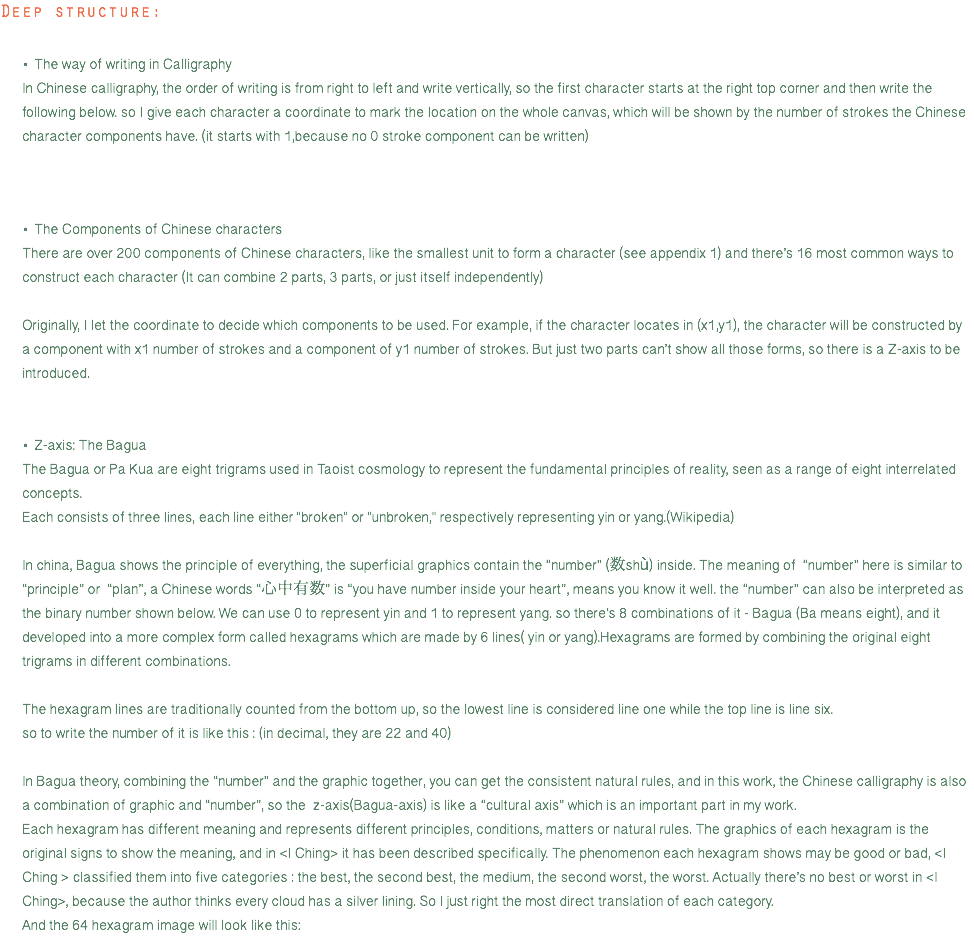 Deep structure:
• The way of writing in Calligraphy
In Chinese calligraphy, the order of writing is from right to left and write vertically, so the first character starts at the right top corner and then write the
following below. so I give each character a coordinate to mark the location on the whole canvas, which will be shown by the number of strokes the Chinese
character components have. (it starts with 1,because no 0 stroke component can be written)
• The Components of Chinese characters
There are over 200 components of Chinese characters, like the smallest unit to form a character (see appendix 1) and there's 16 most common ways to
construct each character (It can combine 2 parts, 3 parts, or just itself independently)
Originally, I let the coordinate to decide which components to be used. For example, if the character locates in (x1,y1), the character will be constructed by
a component with x1 number of strokes and a component of y1 number of strokes. But just two parts can't show all those forms, so there is a Z-axis to be
introduced.
• Z-axis: The Bagua
The Bagua or Pa Kua are eight trigrams used in Taoist cosmology to represent the fundamental principles of reality, seen as a range of eight interrelated
concepts.
Each consists of three lines, each line either "broken" or "unbroken," respectively representing yin or yang.(Wikipedia)
In china, Bagua shows the principle of everything, the superficial graphics contain the "number" (数shù) inside. The meaning of "number" here is similar to
"principle" or "plan", a Chinese words "心中有数" is "you have number inside your heart", means you know it well. the "number" can also be interpreted as
the binary number shown below. We can use 0 to represent yin and 1 to represent yang. so there's 8 combinations of it - Bagua (Ba means eight), and it
developed into a more complex form called hexagrams which are made by 6 lines( yin or yang).Hexagrams are formed by combining the original eight
trigrams in different combinations.
The hexagram lines are traditionally counted from the bottom up, so the lowest line is considered line one while the top line is line six.
so to write the number of it is like this : (in decimal, they are 22 and 40)
In Bagua theory, combining the "number" and the graphic together, you can get the consistent natural rules, and in this work, the Chinese calligraphy is also
a combination of graphic and "number", so the z-axis(Bagua-axis) is like a "cultural axis" which is an important part in my work.
Each hexagram has different meaning and represents different principles, conditions, matters or natural rules. The graphics of each hexagram is the
original signs to show the meaning, and in <I Ching> it has been described specifically. The phenomenon each hexagram shows may be good or bad, <I
Ching > classified them into five categories : the best, the second best, the medium, the second worst, the worst. Actually there's no best or worst in <I
Ching>, because the author thinks every cloud has a silver lining. So I just right the most direct translation of each category.
And the 64 hexagram image will look like this: